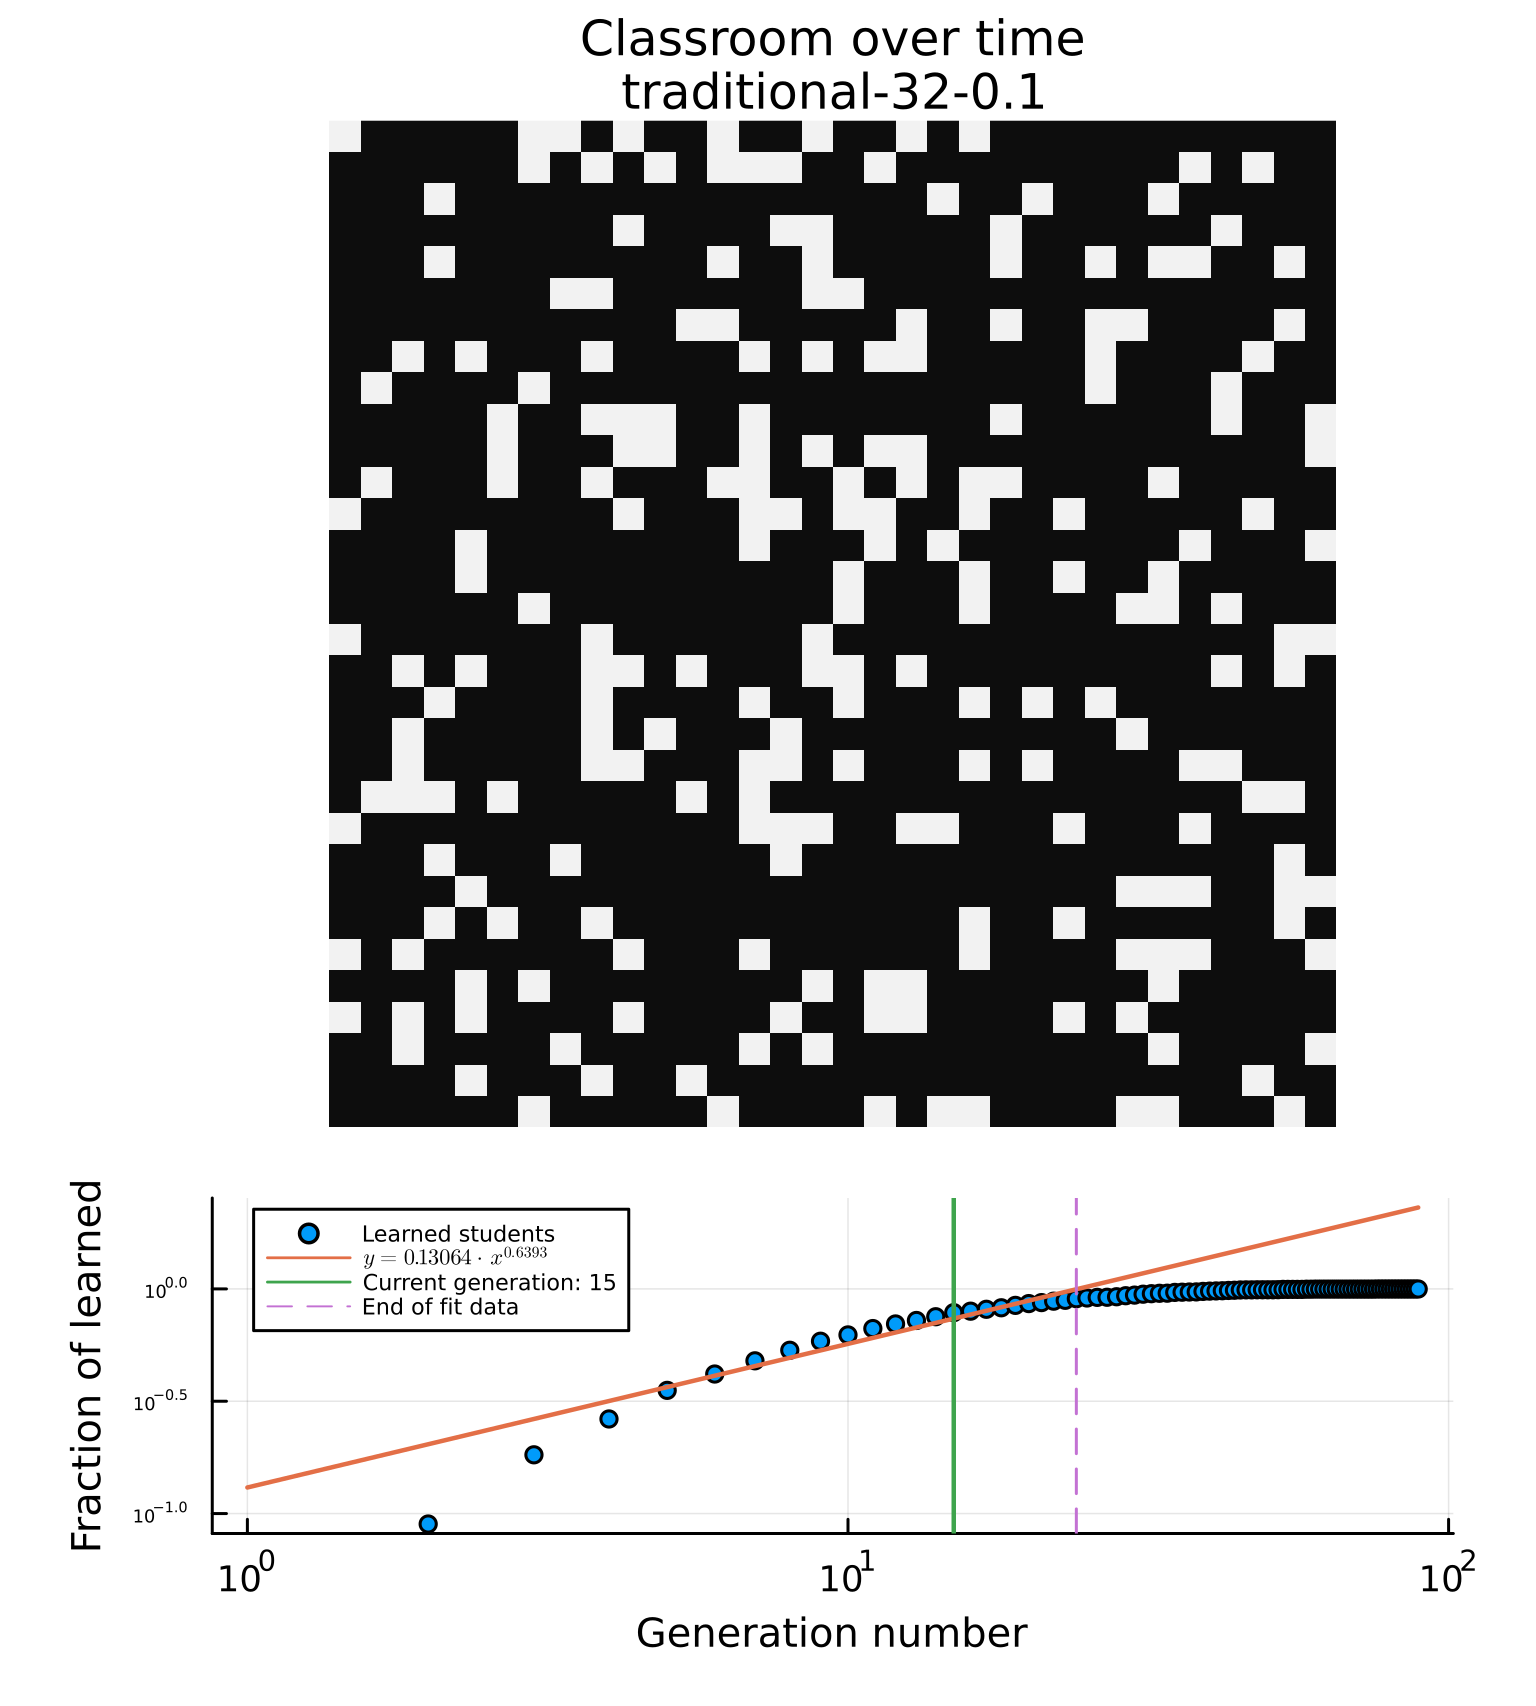 Classroom over time
traditional-32-0.1
Fraction of learned
Learned students
y = 0.13064 · x^0.6393
Current generation: 15
End of fit data
10^0.0
10^−0.5
10^−1.0
10^0 10^1 10^2
Generation number